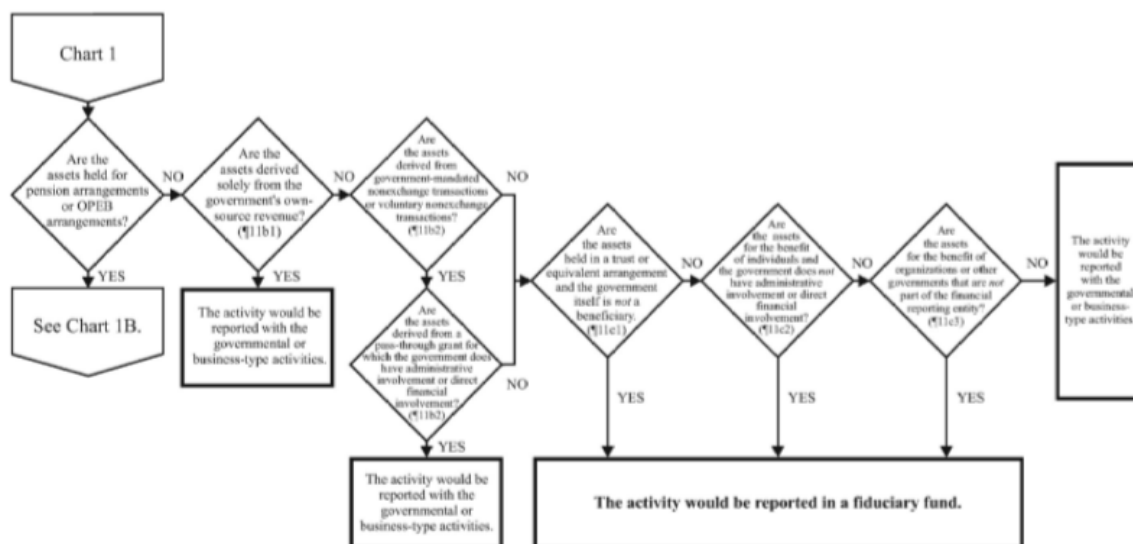 Chart 1
Are the
assets held for
pension arrangements
or OPEB
arrangements?
NO
YES
See Chart 1B.
Are the
assets derived
solely from the
government's own-
source revenue?
(¶11b1)
NO
YES
The activity would be
reported with the
governmental or
business-type activities.
Are
the assets
derived from
government-mandated
nonexchange transactions
or voluntary nonexchange
transactions?
(¶11b2)
NO
YES
Are
the assets
derived from a
pass-through grant for
which the government does
have administrative
involvement or direct
financial
involvement?
(¶11b2)
NO
YES
The activity would be
reported with the
governmental or
business-type activities.
Are
the assets
held in a trust or
equivalent arrangement
and the government
itself is not a
beneficiary.
(¶11c1)
NO
YES
Are
the assets
for the benefit
of individuals and
the government does not
have administrative
involvement or direct
financial
involvement?
(¶11c2)
NO
YES
Are
the assets
for the benefit of
organizations or other
governments that are not
part of the financial
reporting entity?
(¶11c3)
NO
YES
The activity
would be
reported
with the
governmental
or business-
type activities.
The activity would be reported in a fiduciary fund.